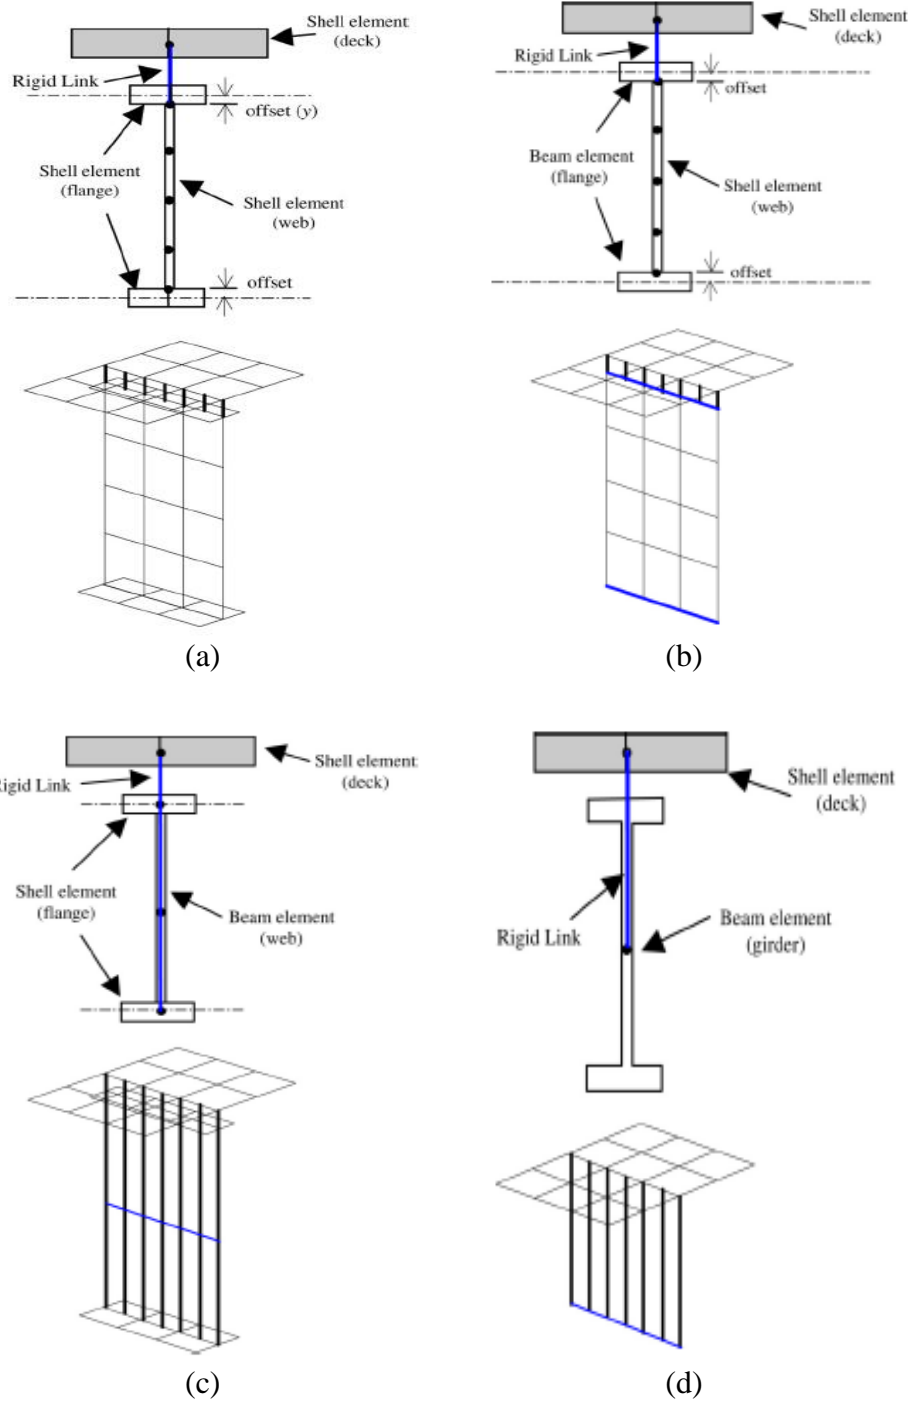 Shell element
(deck)
Rigid Link
offset (y)
Shell element
(flange)
Shell element
(web)
offset
(a)
Shell element
(deck)
Rigid Link
offset
Beam element
(flange)
Shell element
(web)
offset
(b)
Shell element
(deck)
Rigid Link
Shell element
(flange)
Beam element
(web)
(c)
Shell element
(deck)
Rigid Link
Beam element
(girder)
(d)